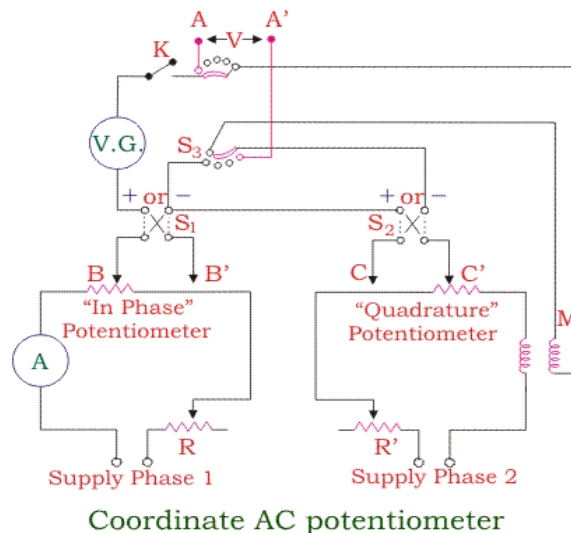 A A'
V
K
V.G.
S3
+ or − + or −
S1 S2
B B' C C'
"In Phase" "Quadrature"
Potentiometer Potentiometer
M
A
R R'
Supply Phase 1 Supply Phase 2
Coordinate AC potentiometer